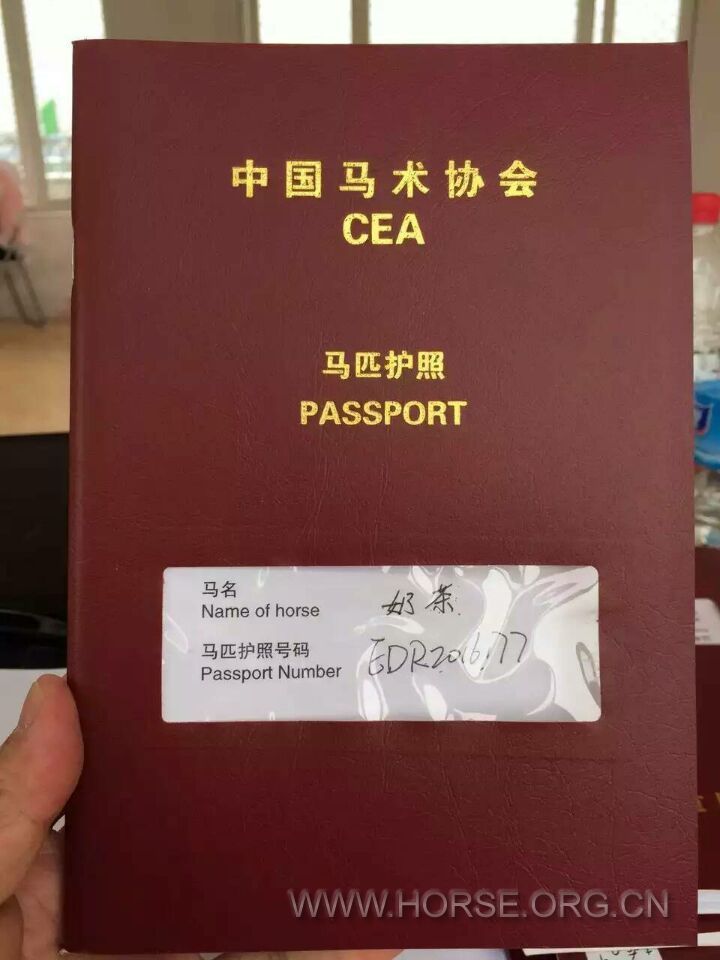 中国马术协会
CEA
马匹护照
PASSPORT
马名
Name of horse 奶茶
马匹护照号码
Passport Number EDR201677
WWW.HORSE.ORG.CN